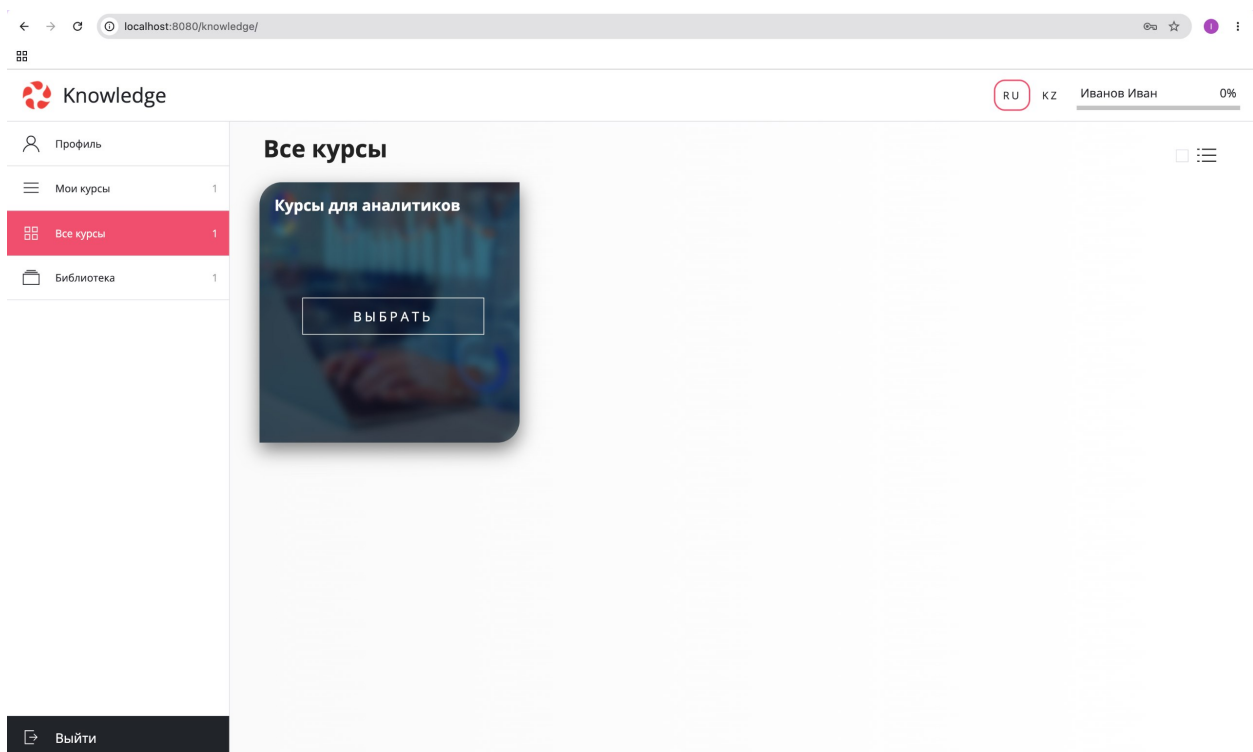 localhost:8080/knowledge/
I
Knowledge
RU KZ Иванов Иван 0%
Профиль
Мои курсы 1
Все курсы 1
Библиотека 1
Выйти
Все курсы
Курсы для аналитиков
ВЫБРАТЬ